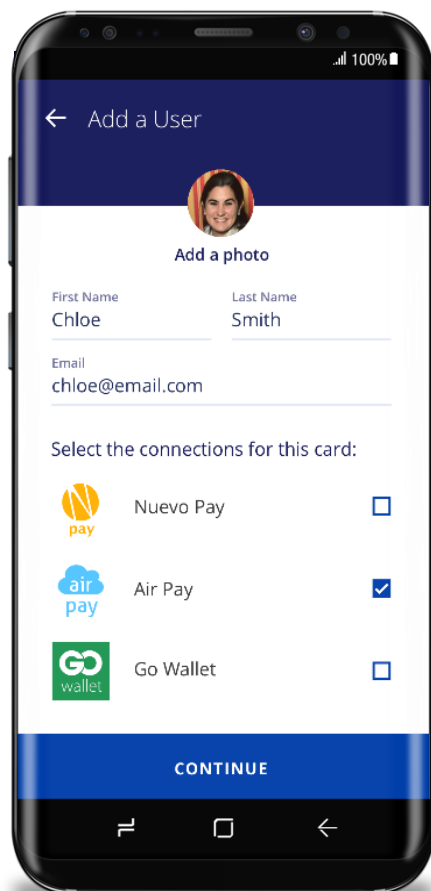 100%
Add a User
Add a photo
First Name Last Name
Chloe Smith
Email
chloe@email.com
Select the connections for this card:
N
pay
Nuevo Pay
air
pay
Air Pay
GO
wallet
Go Wallet
CONTINUE